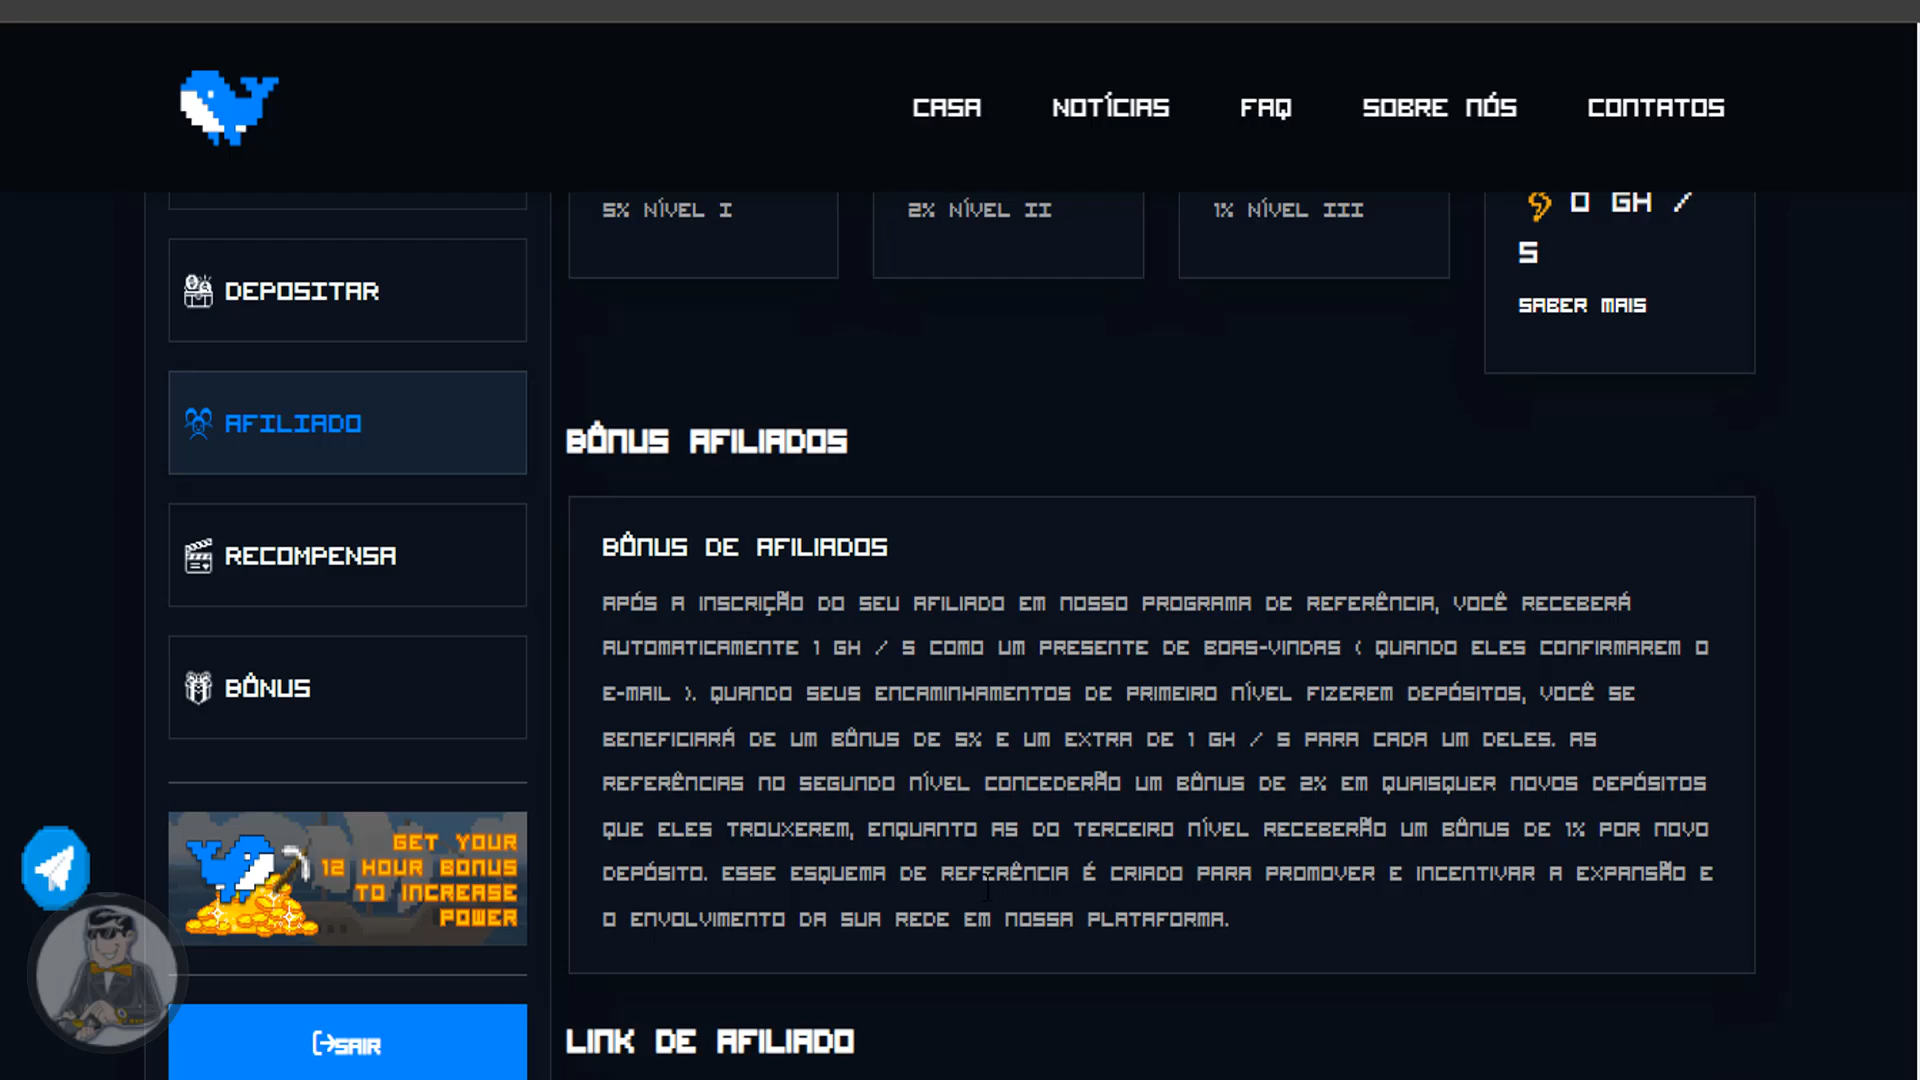 CASA NOTÍCIAS FAQ SOBRE NÓS CONTATOS
5% NÍVEL I
2% NÍVEL II
1% NÍVEL III
0 GH /
S
SABER MAIS
DEPOSITAR
AFILIADO
RECOMPENSA
BÔNUS
GET YOUR
12 HOUR BONUS
TO INCREASE
POWER
SAIR
BÔNUS AFILIADOS
BÔNUS DE AFILIADOS
APÓS A INSCRIÇÃO DO SEU AFILIADO EM NOSSO PROGRAMA DE REFERÊNCIA, VOCÊ RECEBERÁ
AUTOMATICAMENTE 1 GH / S COMO UM PRESENTE DE BOAS-VINDAS ( QUANDO ELES CONFIRMAREM O
E-MAIL ). QUANDO SEUS ENCAMINHAMENTOS DE PRIMEIRO NÍVEL FIZEREM DEPÓSITOS, VOCÊ SE
BENEFICIARÁ DE UM BÔNUS DE 5% E UM EXTRA DE 1 GH / S PARA CADA UM DELES. AS
REFERÊNCIAS NO SEGUNDO NÍVEL CONCEDERÃO UM BÔNUS DE 2% EM QUAISQUER NOVOS DEPÓSITOS
QUE ELES TROUXEREM, ENQUANTO AS DO TERCEIRO NÍVEL RECEBERÃO UM BÔNUS DE 1% POR NOVO
DEPÓSITO. ESSE ESQUEMA DE REFERÊNCIA É CRIADO PARA PROMOVER E INCENTIVAR A EXPANSÃO E
O ENVOLVIMENTO DA SUA REDE EM NOSSA PLATAFORMA.
LINK DE AFILIADO